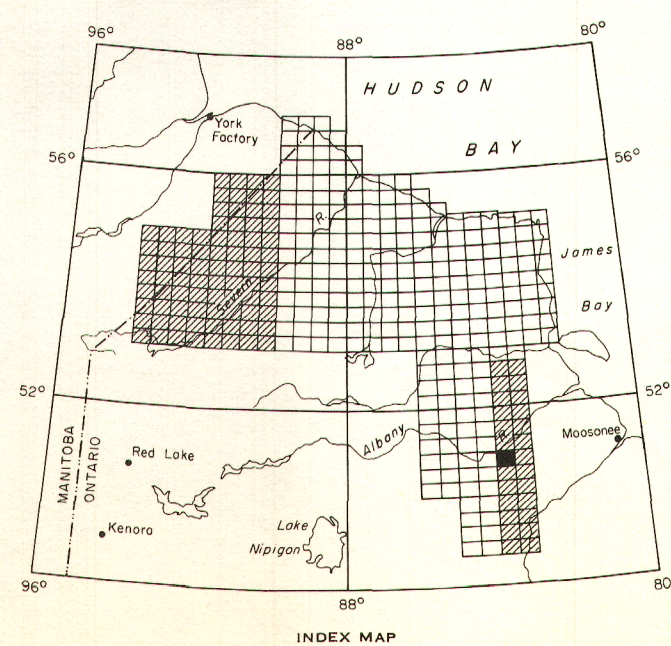 96°
88°
80°
HUDSON
BAY
York
Factory
56°
56°
James
Bay
R.
Severn
52°
52°
Albany
R.
Moosonee
MANITOBA
ONTARIO
Red Lake
Kenora
Lake
Nipigon
96°
88°
80
INDEX MAP